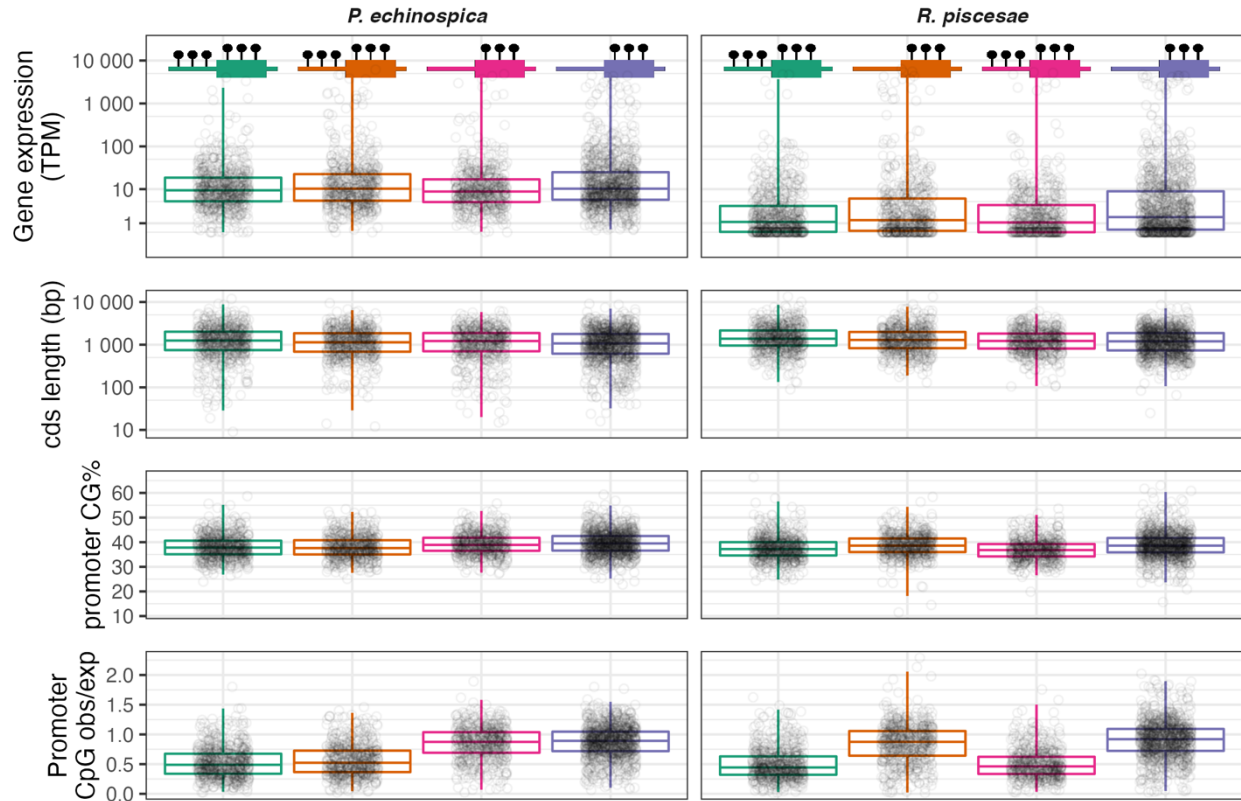 P. echinospica
R. piscesae
Gene expression
(TPM)
10 000
1 000
100
10
1
cds length (bp)
10 000
1 000
100
10
promoter CG%
60
50
40
30
20
10
Promoter
CpG obs/exp
2.0
1.5
1.0
0.5
0.0